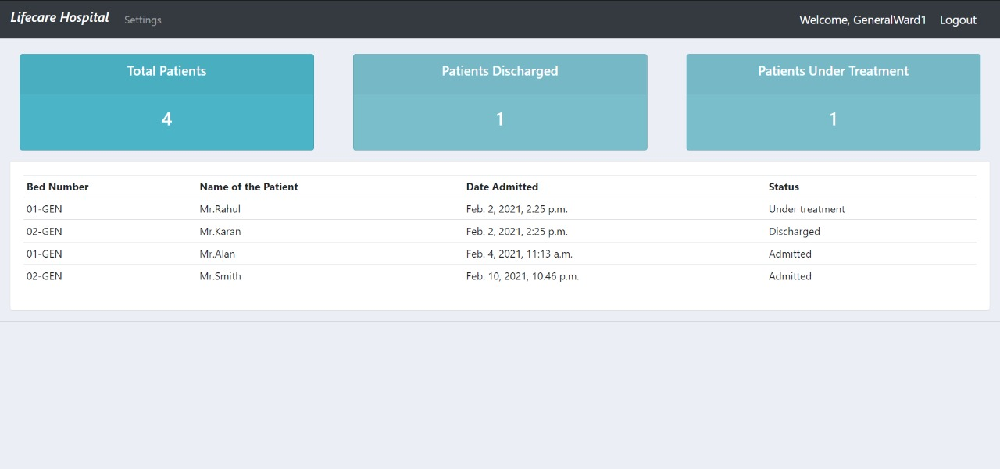 Lifecare Hospital Settings Welcome, GeneralWard1 Logout
Total Patients Patients Discharged Patients Under Treatment
4 1 1
Bed Number Name of the Patient Date Admitted Status
01-GEN Mr.Rahul Feb. 2, 2021, 2:25 p.m. Under treatment
02-GEN Mr.Karan Feb. 2, 2021, 2:25 p.m. Discharged
01-GEN Mr.Alan Feb. 4, 2021, 11:13 a.m. Admitted
02-GEN Mr.Smith Feb. 10, 2021, 10:46 p.m. Admitted